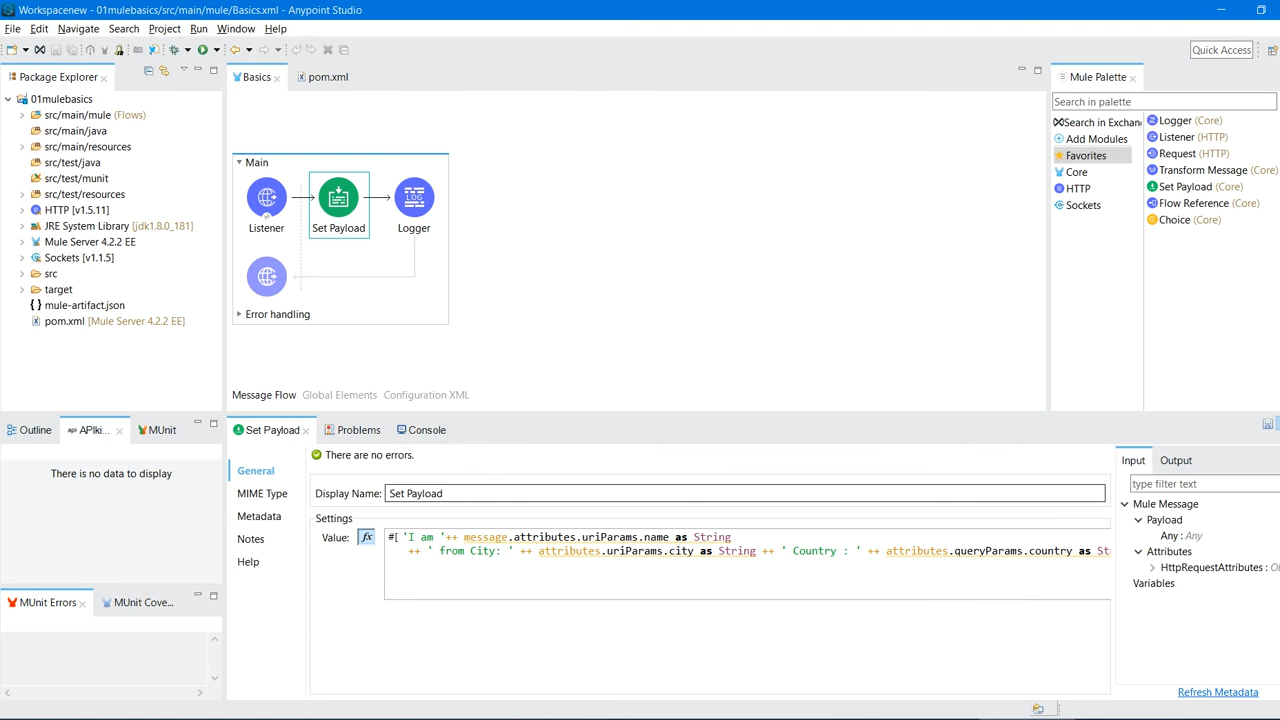 Workspacenew - 01mulebasics/src/main/mule/Basics.xml - Anypoint Studio
File Edit Navigate Search Project Run Window Help
Quick Access
Package Explorer
01mulebasics
src/main/mule (Flows)
src/main/java
src/main/resources
src/test/java
src/test/munit
src/test/resources
HTTP [v1.5.11]
JRE System Library [jdk1.8.0_181]
Mule Server 4.2.2 EE
Sockets [v1.1.5]
src
target
mule-artifact.json
pom.xml [Mule Server 4.2.2 EE]
Basics
pom.xml
Main
Listener
Set Payload
Logger
LOG
Error handling
Message Flow Global Elements Configuration XML
Mule Palette
Search in palette
Search in Exchan
Add Modules
Favorites
Core
HTTP
Sockets
Logger (Core)
Listener (HTTP)
Request (HTTP)
Transform Message (Core)
Set Payload (Core)
Flow Reference (Core)
Choice (Core)
Outline
api APIki...
MUnit
There is no data to display
MUnit Errors
MUnit Cove...
Set Payload
Problems
Console
There are no errors.
General
MIME Type
Metadata
Notes
Help
Display Name: Set Payload
Settings
Value: fx
#[ 'I am '++ message.attributes.uriParams.name as String
++ ' from City: ' ++ attributes.uriParams.city as String ++ ' Country : ' ++ attributes.queryParams.country as St
Input Output
type filter text
Mule Message
Payload
Any : Any
Attributes
HttpRequestAttributes : O
Variables
Refresh Metadata